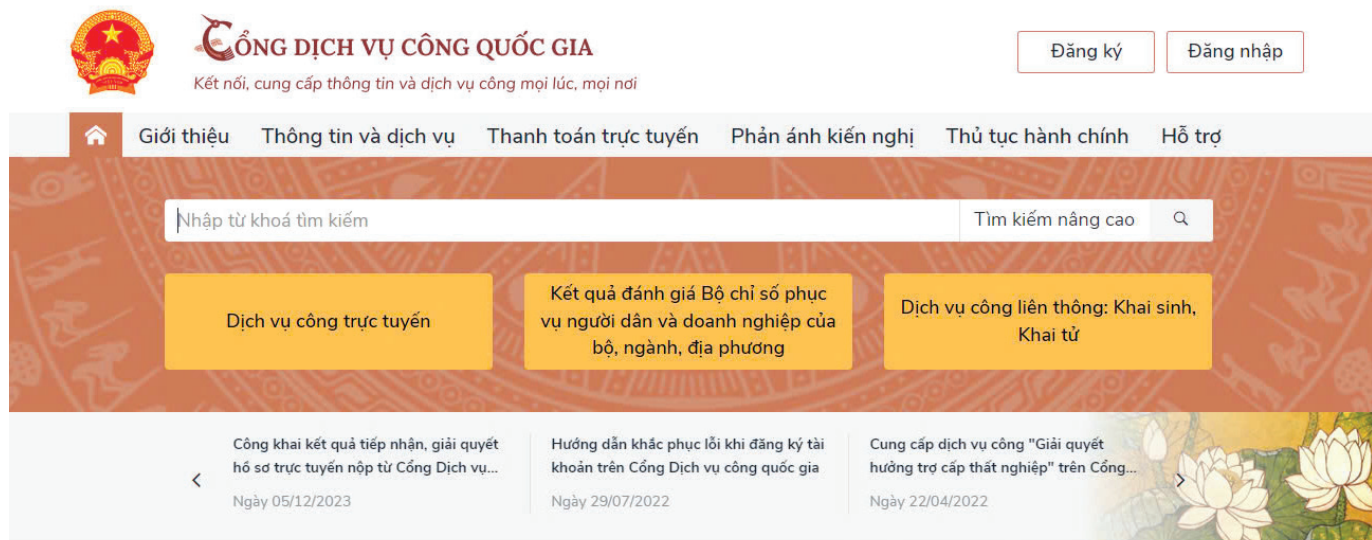 CỔNG DỊCH VỤ CÔNG QUỐC GIA
Kết nối, cung cấp thông tin và dịch vụ công mọi lúc, mọi nơi
Đăng ký
Đăng nhập
Giới thiệu
Thông tin và dịch vụ
Thanh toán trực tuyến
Phản ánh kiến nghị
Thủ tục hành chính
Hỗ trợ
Nhập từ khoá tìm kiếm
Tìm kiếm nâng cao
Dịch vụ công trực tuyến
Kết quả đánh giá Bộ chỉ số phục
vụ người dân và doanh nghiệp của
bộ, ngành, địa phương
Dịch vụ công liên thông: Khai sinh,
Khai tử
Công khai kết quả tiếp nhận, giải quyết
hồ sơ trực tuyến nộp từ Cổng Dịch vụ...
Ngày 05/12/2023
Hướng dẫn khắc phục lỗi khi đăng ký tài
khoản trên Cổng Dịch vụ công quốc gia
Ngày 29/07/2022
Cung cấp dịch vụ công "Giải quyết
hưởng trợ cấp thất nghiệp" trên Cổng...
Ngày 22/04/2022